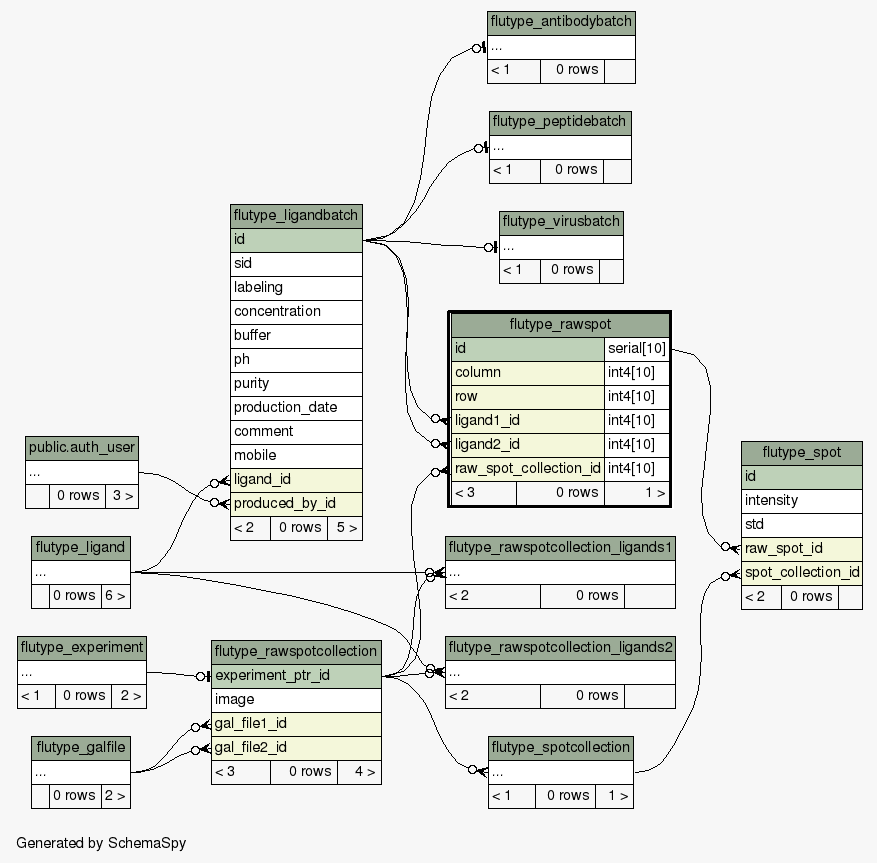 flutype_antibodybatch
...
< 1 0 rows
flutype_peptidebatch
...
< 1 0 rows
flutype_virusbatch
...
< 1 0 rows
flutype_ligandbatch
id
sid
labeling
concentration
buffer
ph
purity
production_date
comment
mobile
ligand_id
produced_by_id
< 2 0 rows 5 >
flutype_rawspot
id serial[10]
column int4[10]
row int4[10]
ligand1_id int4[10]
ligand2_id int4[10]
raw_spot_collection_id int4[10]
< 3 0 rows 1 >
public.auth_user
...
0 rows 3 >
flutype_spot
id
intensity
std
raw_spot_id
spot_collection_id
< 2 0 rows
flutype_ligand
...
0 rows 6 >
flutype_rawspotcollection_ligands1
...
< 2 0 rows
flutype_experiment
...
< 1 0 rows 2 >
flutype_rawspotcollection
experiment_ptr_id
image
gal_file1_id
gal_file2_id
< 3 0 rows 4 >
flutype_rawspotcollection_ligands2
...
< 2 0 rows
flutype_galfile
...
0 rows 2 >
flutype_spotcollection
...
< 1 0 rows 1 >
Generated by SchemaSpy